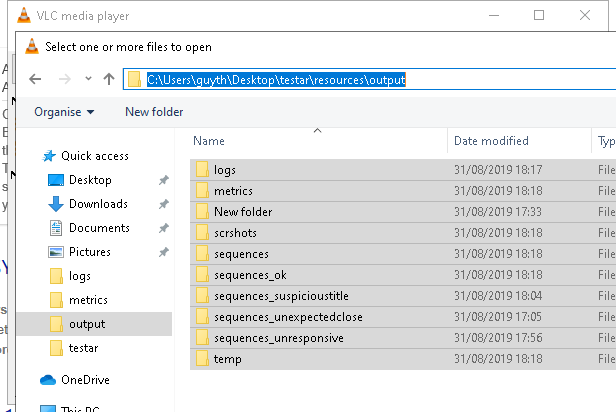 VLC media player
Select one or more files to open
C:\Users\guyth\Desktop\testar\resources\output
Organise New folder
Name Date modified Typ
Quick access
Desktop
Downloads
Documents
Pictures
logs
metrics
output
testar
OneDrive
This PC
logs 31/08/2019 18:17 File
metrics 31/08/2019 18:18 File
New folder 31/08/2019 17:33 File
scrshots 31/08/2019 18:18 File
sequences 31/08/2019 18:18 File
sequences_ok 31/08/2019 18:18 File
sequences_suspicioustitle 31/08/2019 18:04 File
sequences_unexpectedclose 31/08/2019 17:05 File
sequences_unresponsive 31/08/2019 17:56 File
temp 31/08/2019 18:18 File